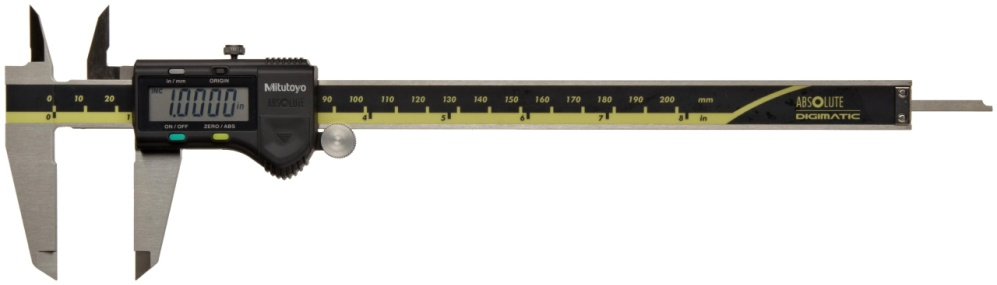 in / mm ORIGIN
INC 1.0000 in
Mitutoyo
ABSOLUTE
ON / OFF ZERO / ABS
0 10 20 90 100 110 120 130 140 150 160 170 180 190 200 mm
0 1 4 5 6 7 8 in
ABSOLUTE
DIGIMATIC